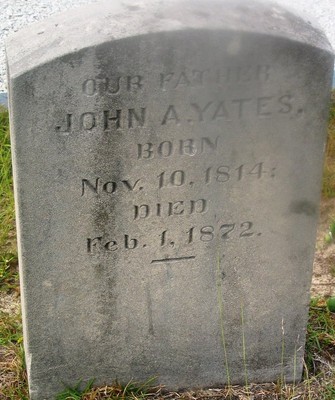 OUR FATHER
JOHN A. YATES.
BORN
Nov. 10, 1814;
DIED
Feb. 1, 1872.